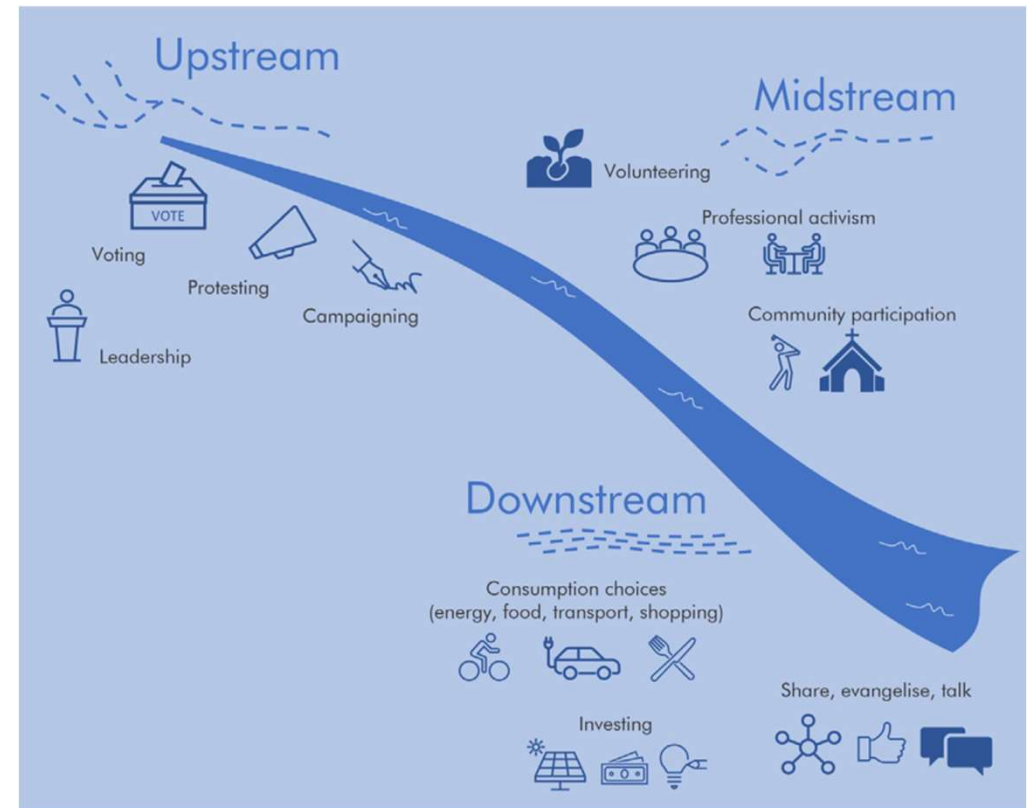 Upstream
Midstream
Volunteering
Professional activism
VOTE
Voting
Protesting
Campaigning
Leadership
Community participation
Downstream
Consumption choices
(energy, food, transport, shopping)
Investing
Share, evangelise, talk